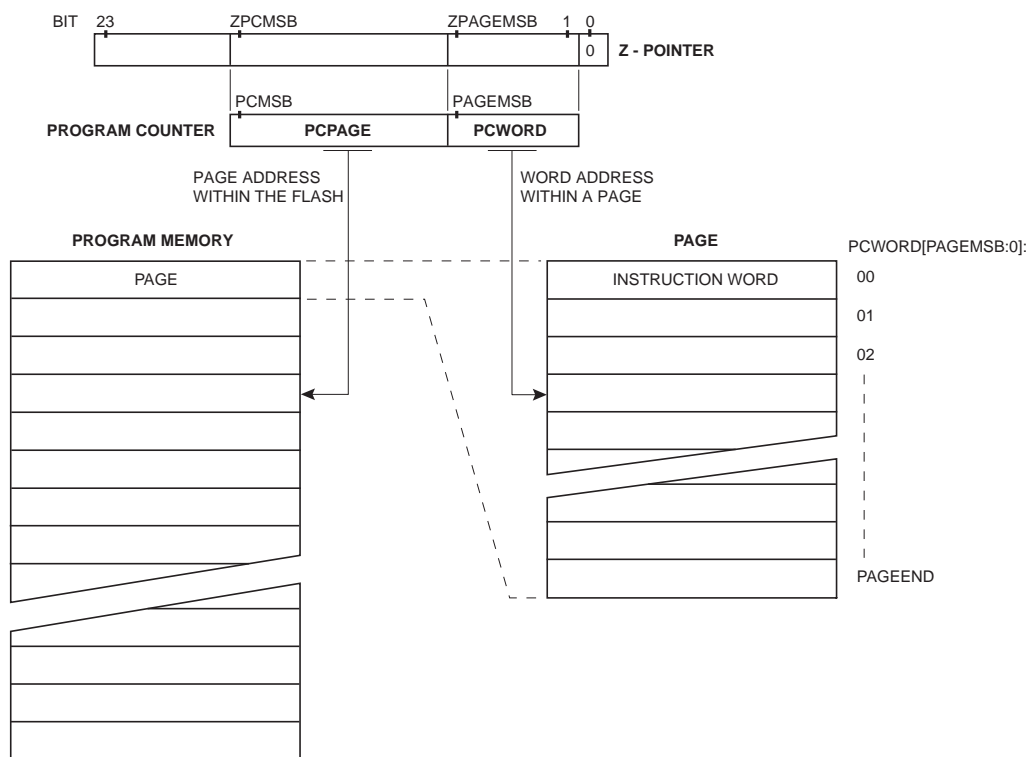 BIT 23 ZPCMSB ZPAGEMSB 1 0
0 Z - POINTER
PCMSB PAGEMSB
PROGRAM COUNTER PCPAGE PCWORD
PAGE ADDRESS
WITHIN THE FLASH
WORD ADDRESS
WITHIN A PAGE
PROGRAM MEMORY
PAGE
PAGE
INSTRUCTION WORD
PCWORD[PAGEMSB:0]:
00
01
02
PAGEEND